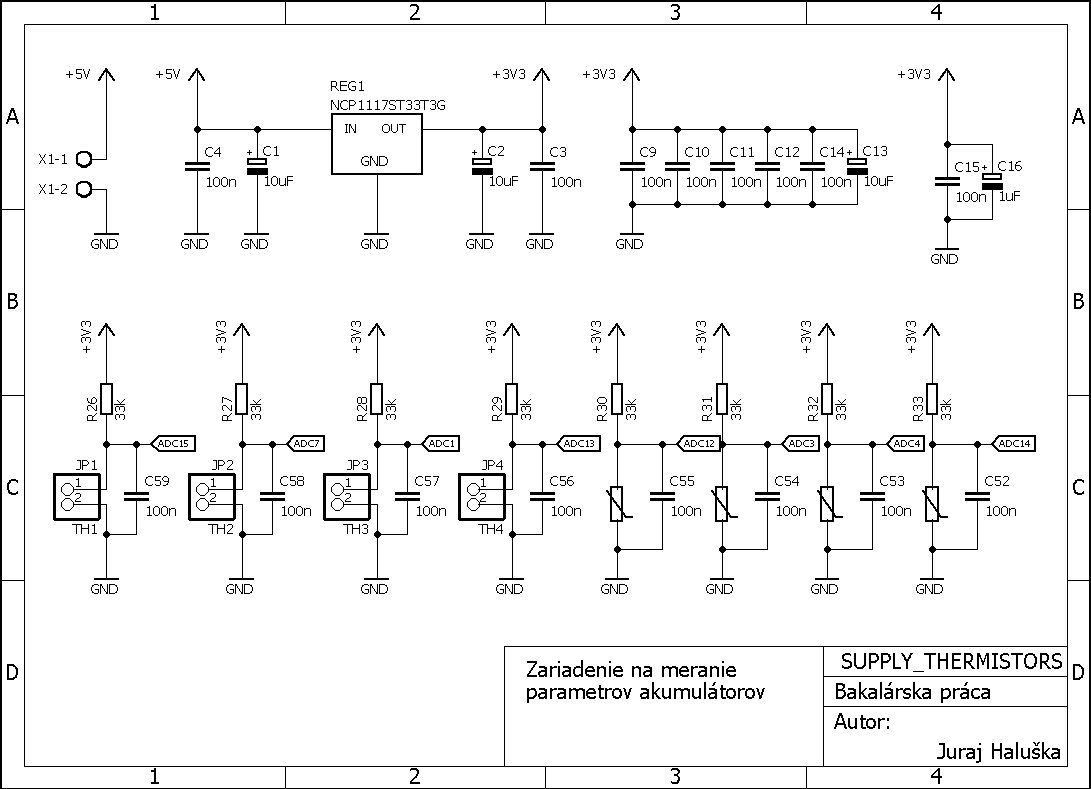 1 2 3 4
A A
+5V +5V +3V3 +3V3 +3V3
REG1
NCP1117ST33T3G
IN OUT
GND
X1-1
X1-2
C4 + C1 + C2 C3 C9 C10 C11 C12 C14 + C13 C15 + C16
100n 10uF 10uF 100n 100n 100n 100n 100n 100n 10uF 100n 1uF
GND GND GND GND GND GND GND GND
B B
+3V3 +3V3 +3V3 +3V3 +3V3 +3V3 +3V3 +3V3
R26 33k R27 33k R28 33k R29 33k R30 33k R31 33k R32 33k R33 33k
ADC15 ADC7 ADC1 ADC13 ADC12 ADC3 ADC4 ADC14
JP1 JP2 JP3 JP4
C C
1 1 1 1
2 2 2 2
C59 C58 C57 C56 C55 C54 C53 C52
100n 100n 100n 100n 100n 100n 100n 100n
TH1 TH2 TH3 TH4
GND GND GND GND GND GND GND GND
D D
Zariadenie na meranie
parametrov akumulátorov
SUPPLY_THERMISTORS
Bakalárska práca
Autor:
Juraj Haluška
1 2 3 4